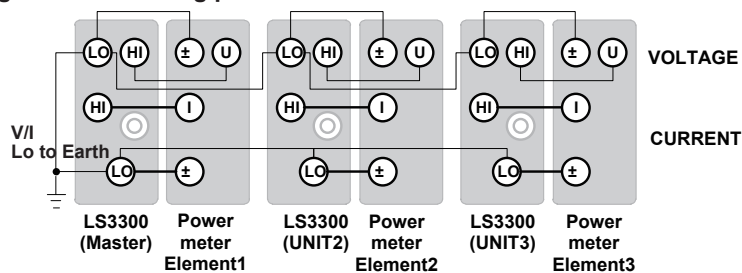 LO HI ± U LO HI ± U LO HI ± U VOLTAGE
HI I HI I HI I
V/I
Lo to Earth
CURRENT
LO ± LO ± LO ±
LS3300 Power LS3300 Power LS3300 Power
(Master) meter (UNIT2) meter (UNIT3) meter
Element1 Element2 Element3